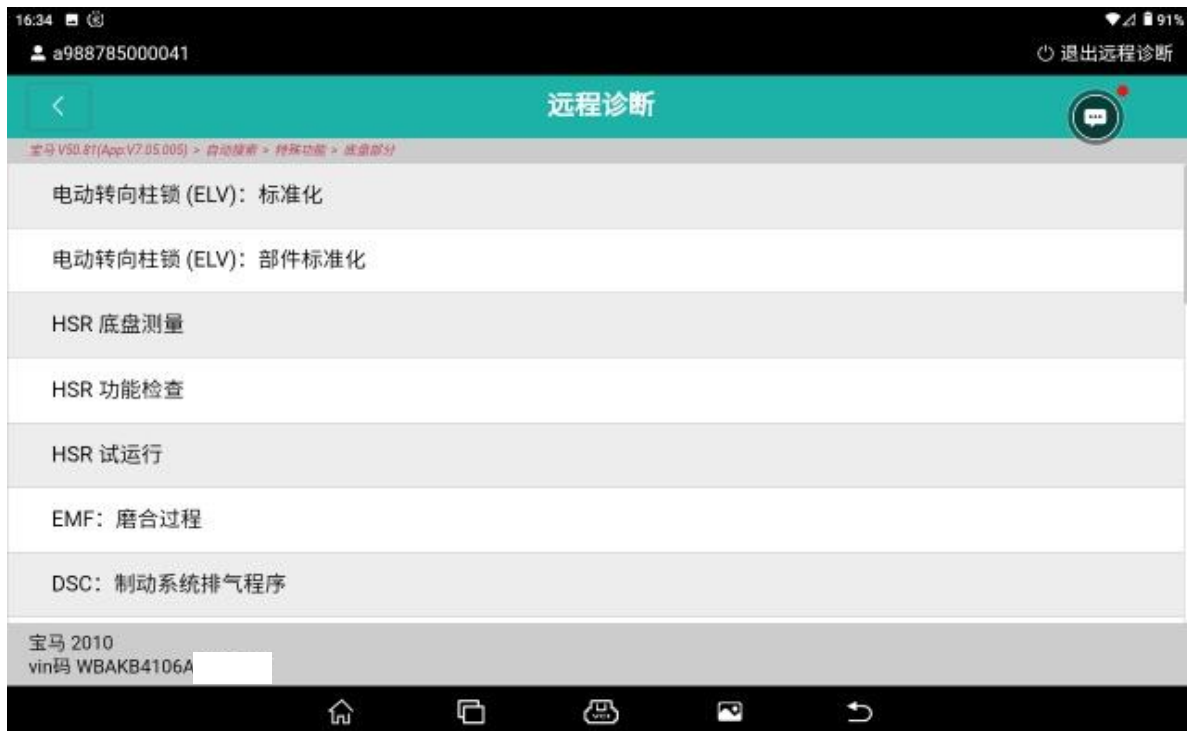 16:34
91%
a988785000041
退出远程诊断
远程诊断
宝马 V50.81(App:V7.05.005) > 自动搜索 > 特殊功能 > 底盘部分
电动转向柱锁 (ELV)：标准化
电动转向柱锁 (ELV)：部件标准化
HSR 底盘测量
HSR 功能检查
HSR 试运行
EMF：磨合过程
DSC：制动系统排气程序
宝马 2010
vin码 WBAKB4106A